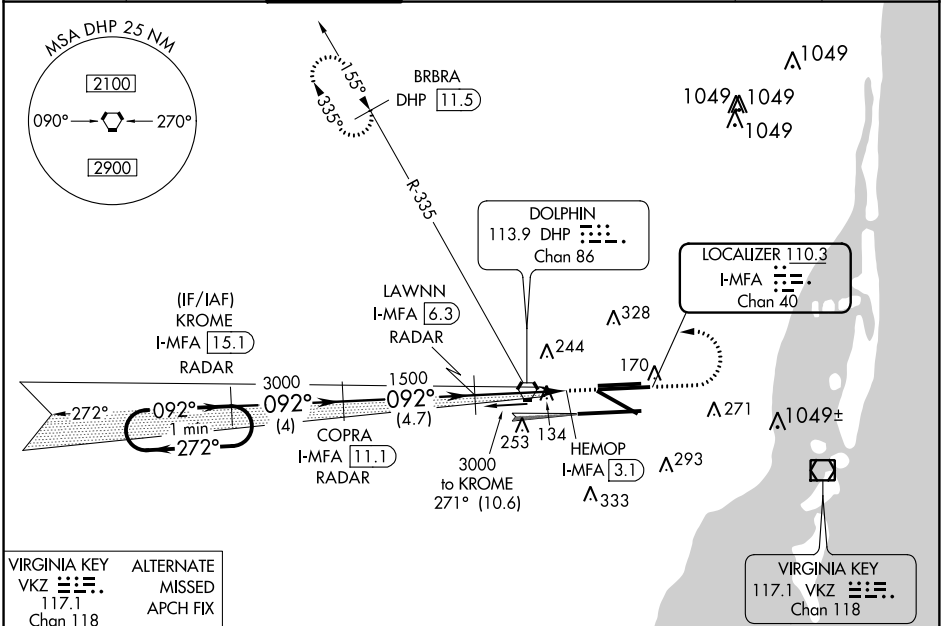 MSA DHP 25 NM
2100
090°
270°
2900
155°
335°
BRBRA
DHP 11.5
R-335
1049
1049
1049
1049
DOLPHIN
113.9 DHP
Chan 86
LOCALIZER 110.3
I-MFA
Chan 40
(IF/IAF)
KROME
I-MFA 15.1
RADAR
LAWNN
I-MFA 6.3
RADAR
328
244
170
3000
1500
272°
092°
092°
092°
1 min
(4)
(4.7)
272°
271
1049±
COPRA
I-MFA 11.1
RADAR
253
134
HEMOP
I-MFA 3.1
293
333
3000
to KROME
271° (10.6)
VIRGINIA KEY
VKZ
117.1
Chan 118
ALTERNATE
MISSED
APCH FIX
VIRGINIA KEY
117.1 VKZ
Chan 118